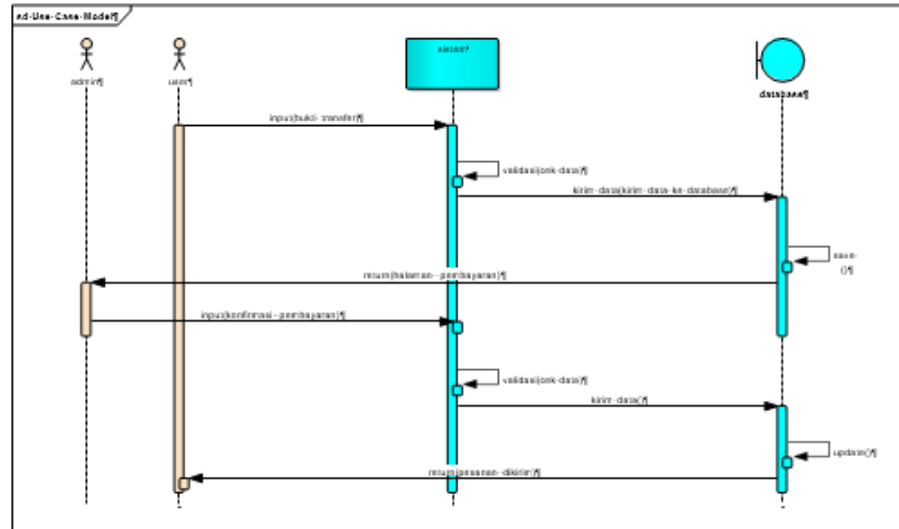 sd Use Case Model¶
admin¶
user¶
sistem¶
database¶
input(bukti transfer)¶
validasi(cek data)¶
kirim data(kirim data ke database)¶
save
()¶
return(halaman pembayaran)¶
input(konfirmasi pembayaran)¶
validasi(cek data)¶
kirim data()¶
update()¶
return(pesanan dikirim)¶